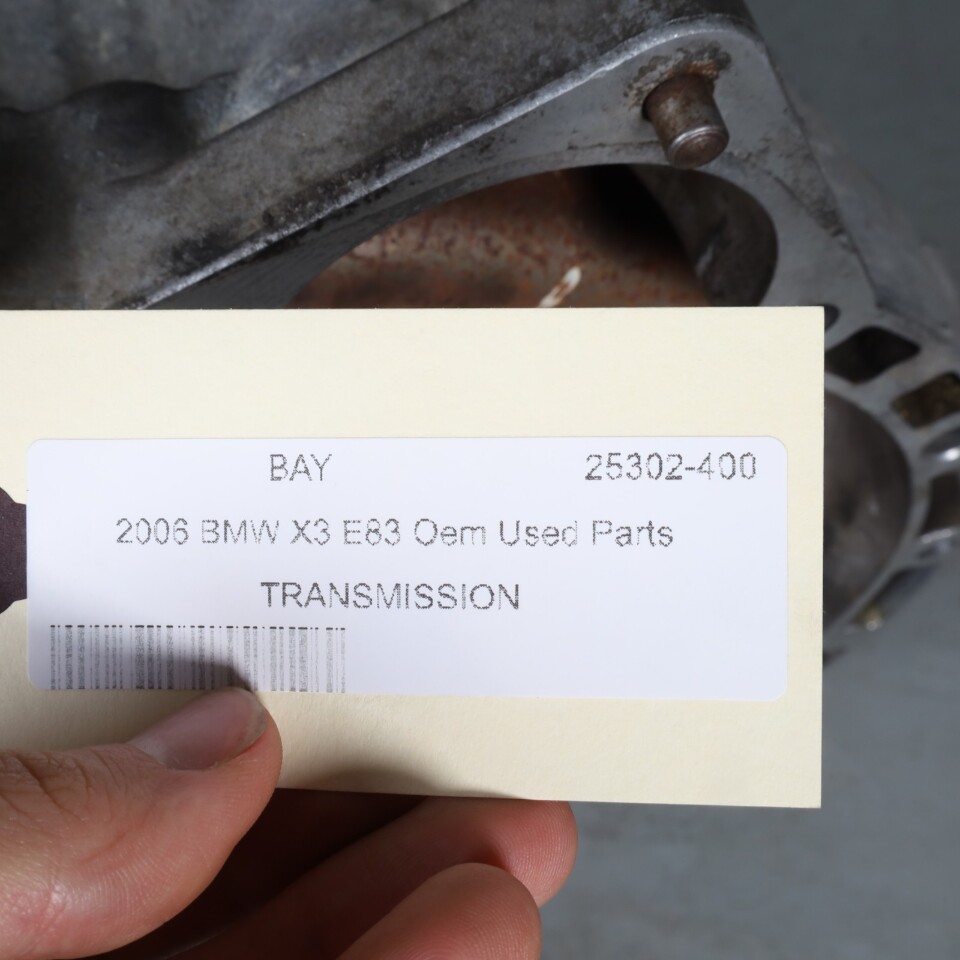 BAY 25302-400
2006 BMW X3 E83 Oem Used Parts
TRANSMISSION